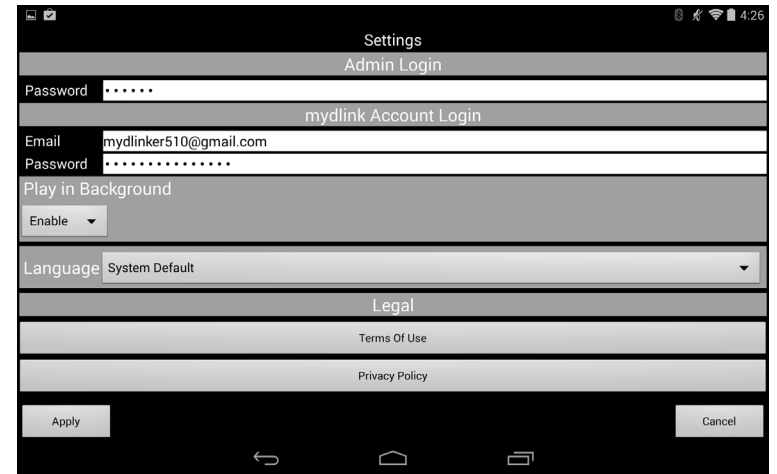 4:26
Settings
Admin Login
Password ••••••
mydlink Account Login
Email mydlinker510@gmail.com
Password •••••••••••••••
Play in Background
Enable
Language System Default
Legal
Terms Of Use
Privacy Policy
Apply Cancel